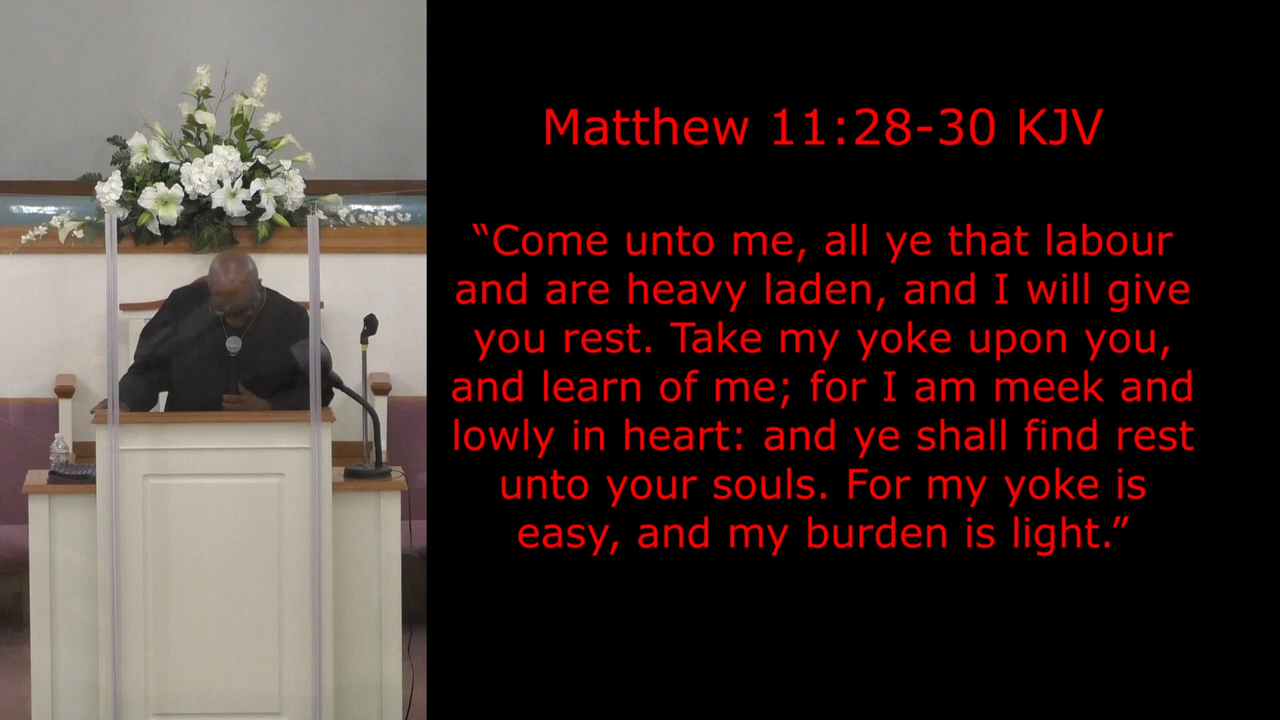 Matthew 11:28-30 KJV
“Come unto me, all ye that labour
and are heavy laden, and I will give
you rest. Take my yoke upon you,
and learn of me; for I am meek and
lowly in heart: and ye shall find rest
unto your souls. For my yoke is
easy, and my burden is light.”